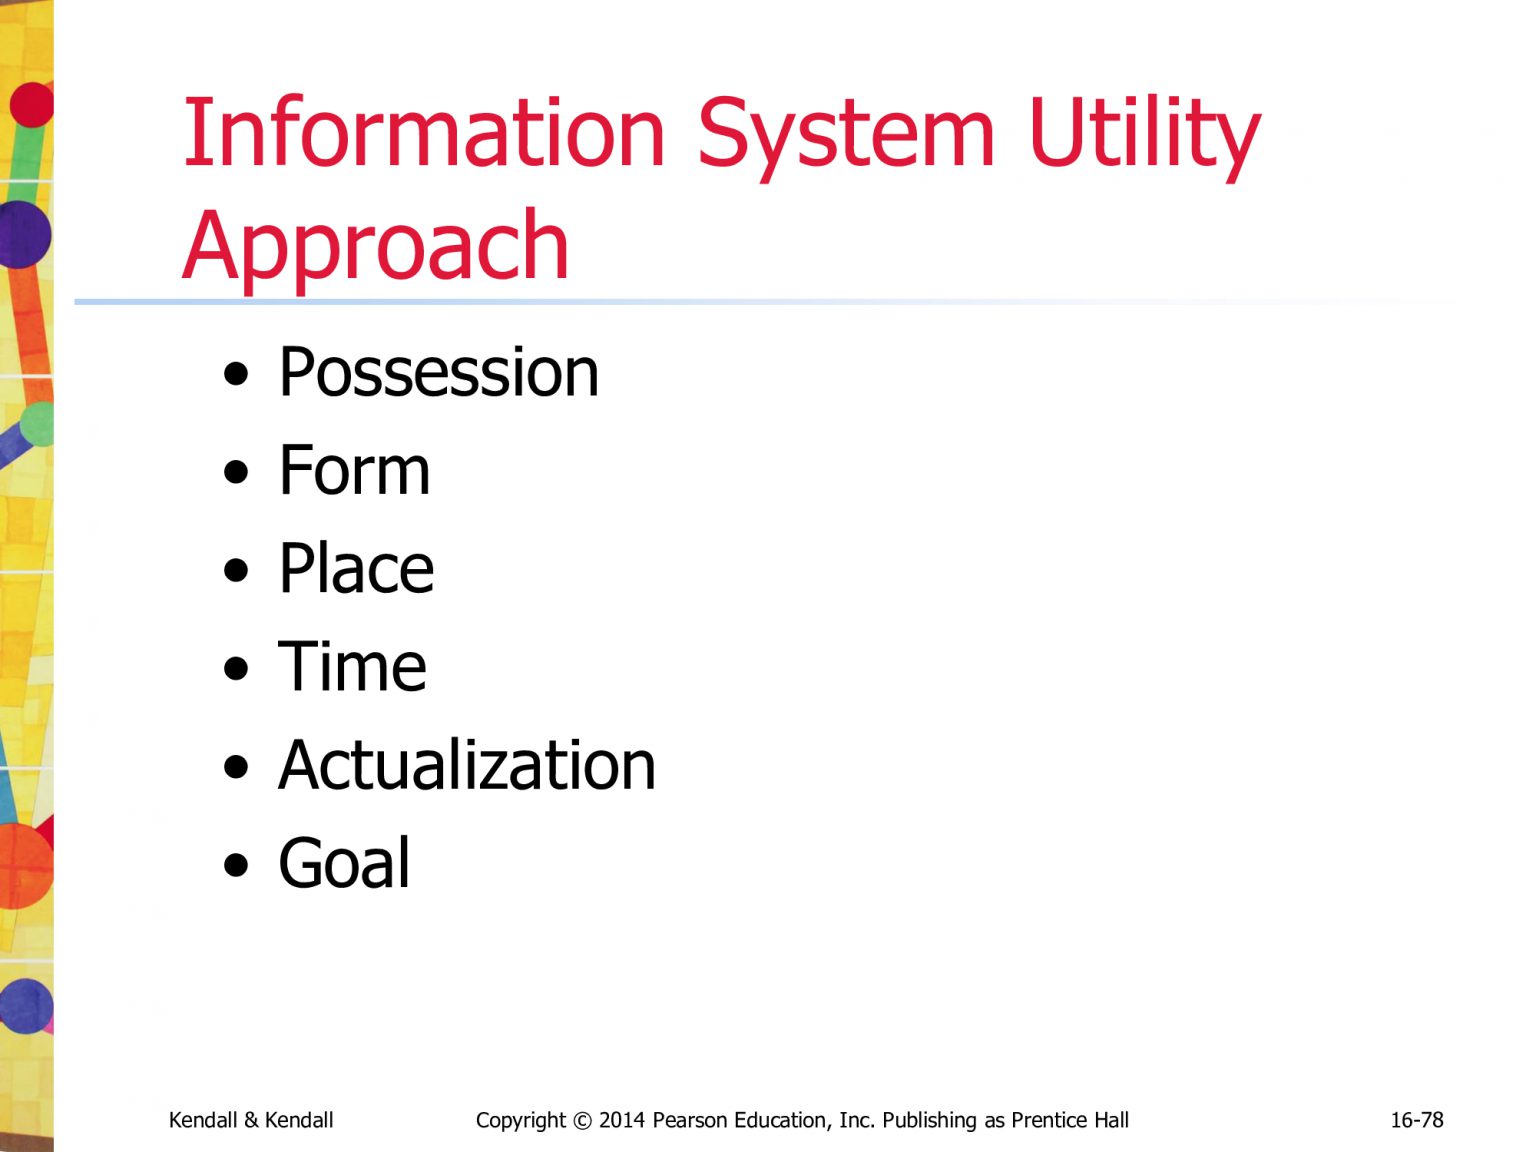 Information System Utility
Approach
• Possession
• Form
• Place
• Time
• Actualization
• Goal
Kendall & Kendall Copyright © 2014 Pearson Education, Inc. Publishing as Prentice Hall 16-78